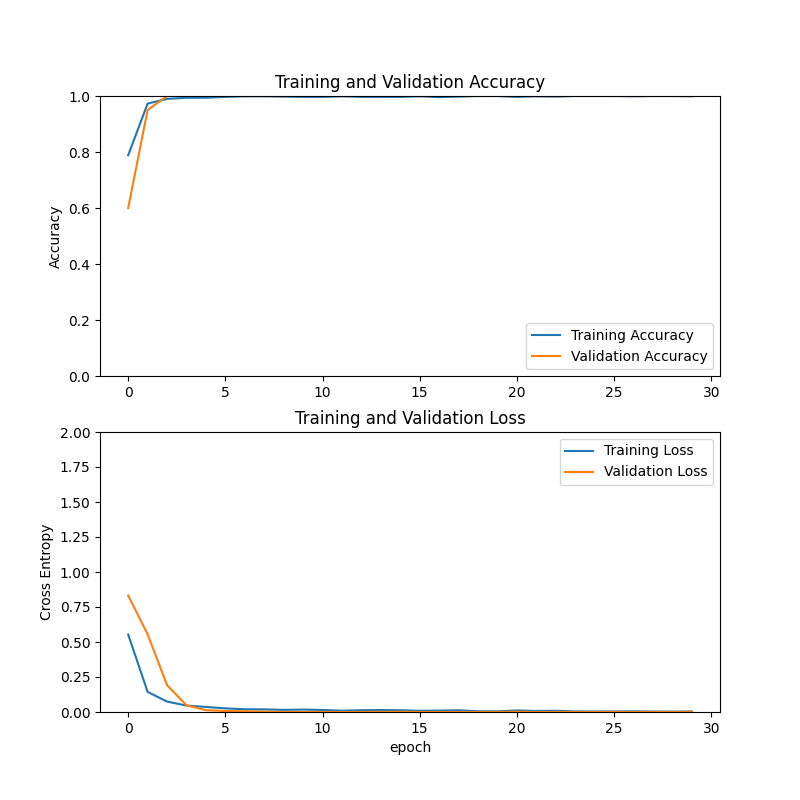 Training and Validation Accuracy
1.0
0.8
0.6
0.4
0.2
0.0
Accuracy
Training Accuracy
Validation Accuracy
0 5 10 15 20 25 30
Training and Validation Loss
2.00
1.75
1.50
1.25
1.00
0.75
0.50
0.25
0.00
Cross Entropy
Training Loss
Validation Loss
0 5 10 15 20 25 30
epoch